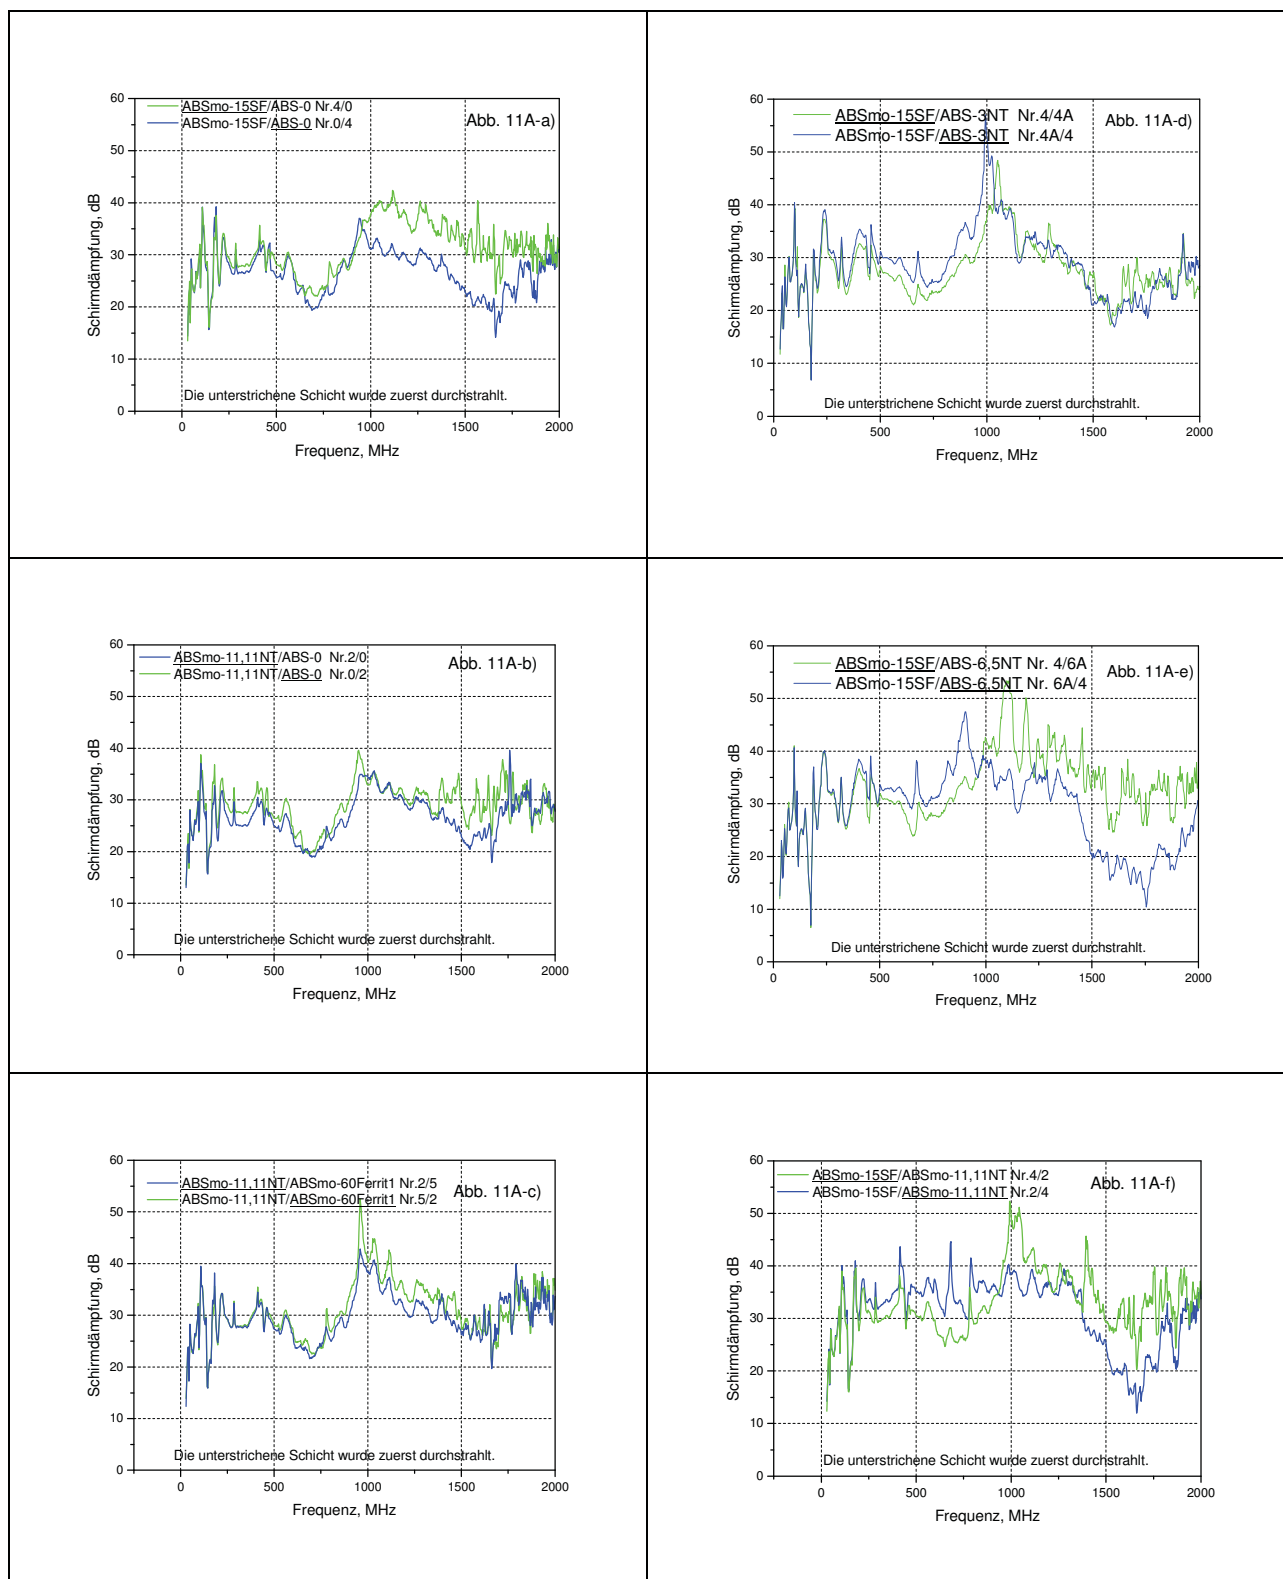 60
50
40
30
20
10
0
Schirmdämpfung, dB
ABSmo-15SF/ABS-0 Nr.4/0
ABSmo-15SF/ABS-0 Nr.0/4
Abb. 11A-a)
Die unterstrichene Schicht wurde zuerst durchstrahlt.
0 500 1000 1500 2000
Frequenz, MHz
60
50
40
30
20
10
0
Schirmdämpfung, dB
ABSmo-15SF/ABS-3NT Nr.4/4A
ABSmo-15SF/ABS-3NT Nr.4A/4
Abb. 11A-d)
Die unterstrichene Schicht wurde zuerst durchstrahlt.
0 500 1000 1500 2000
Frequenz, MHz
60
50
40
30
20
10
0
Schirmdämpfung, dB
ABSmo-11,11NT/ABS-0 Nr.2/0
ABSmo-11,11NT/ABS-0 Nr.0/2
Abb. 11A-b)
Die unterstrichene Schicht wurde zuerst durchstrahlt.
0 500 1000 1500 2000
Frequenz, MHz
60
50
40
30
20
10
0
Schirmdämpfung, dB
ABSmo-15SF/ABS-6,5NT Nr. 4/6A
ABSmo-15SF/ABS-6,5NT Nr. 6A/4
Abb. 11A-e)
Die unterstrichene Schicht wurde zuerst durchstrahlt.
0 500 1000 1500 2000
Frequenz, MHz
60
50
40
30
20
10
0
Schirmdämpfung, dB
ABSmo-11,11NT/ABSmo-60Ferrit1 Nr.2/5
ABSmo-11,11NT/ABSmo-60Ferrit1 Nr.5/2
Abb. 11A-c)
Die unterstrichene Schicht wurde zuerst durchstrahlt.
0 500 1000 1500 2000
Frequenz, MHz
60
50
40
30
20
10
0
Schirmdämpfung, dB
ABSmo-15SF/ABSmo-11,11NT Nr.4/2
ABSmo-15SF/ABSmo-11,11NT Nr.2/4
Abb. 11A-f)
Die unterstrichene Schicht wurde zuerst durchstrahlt.
0 500 1000 1500 2000
Frequenz, MHz